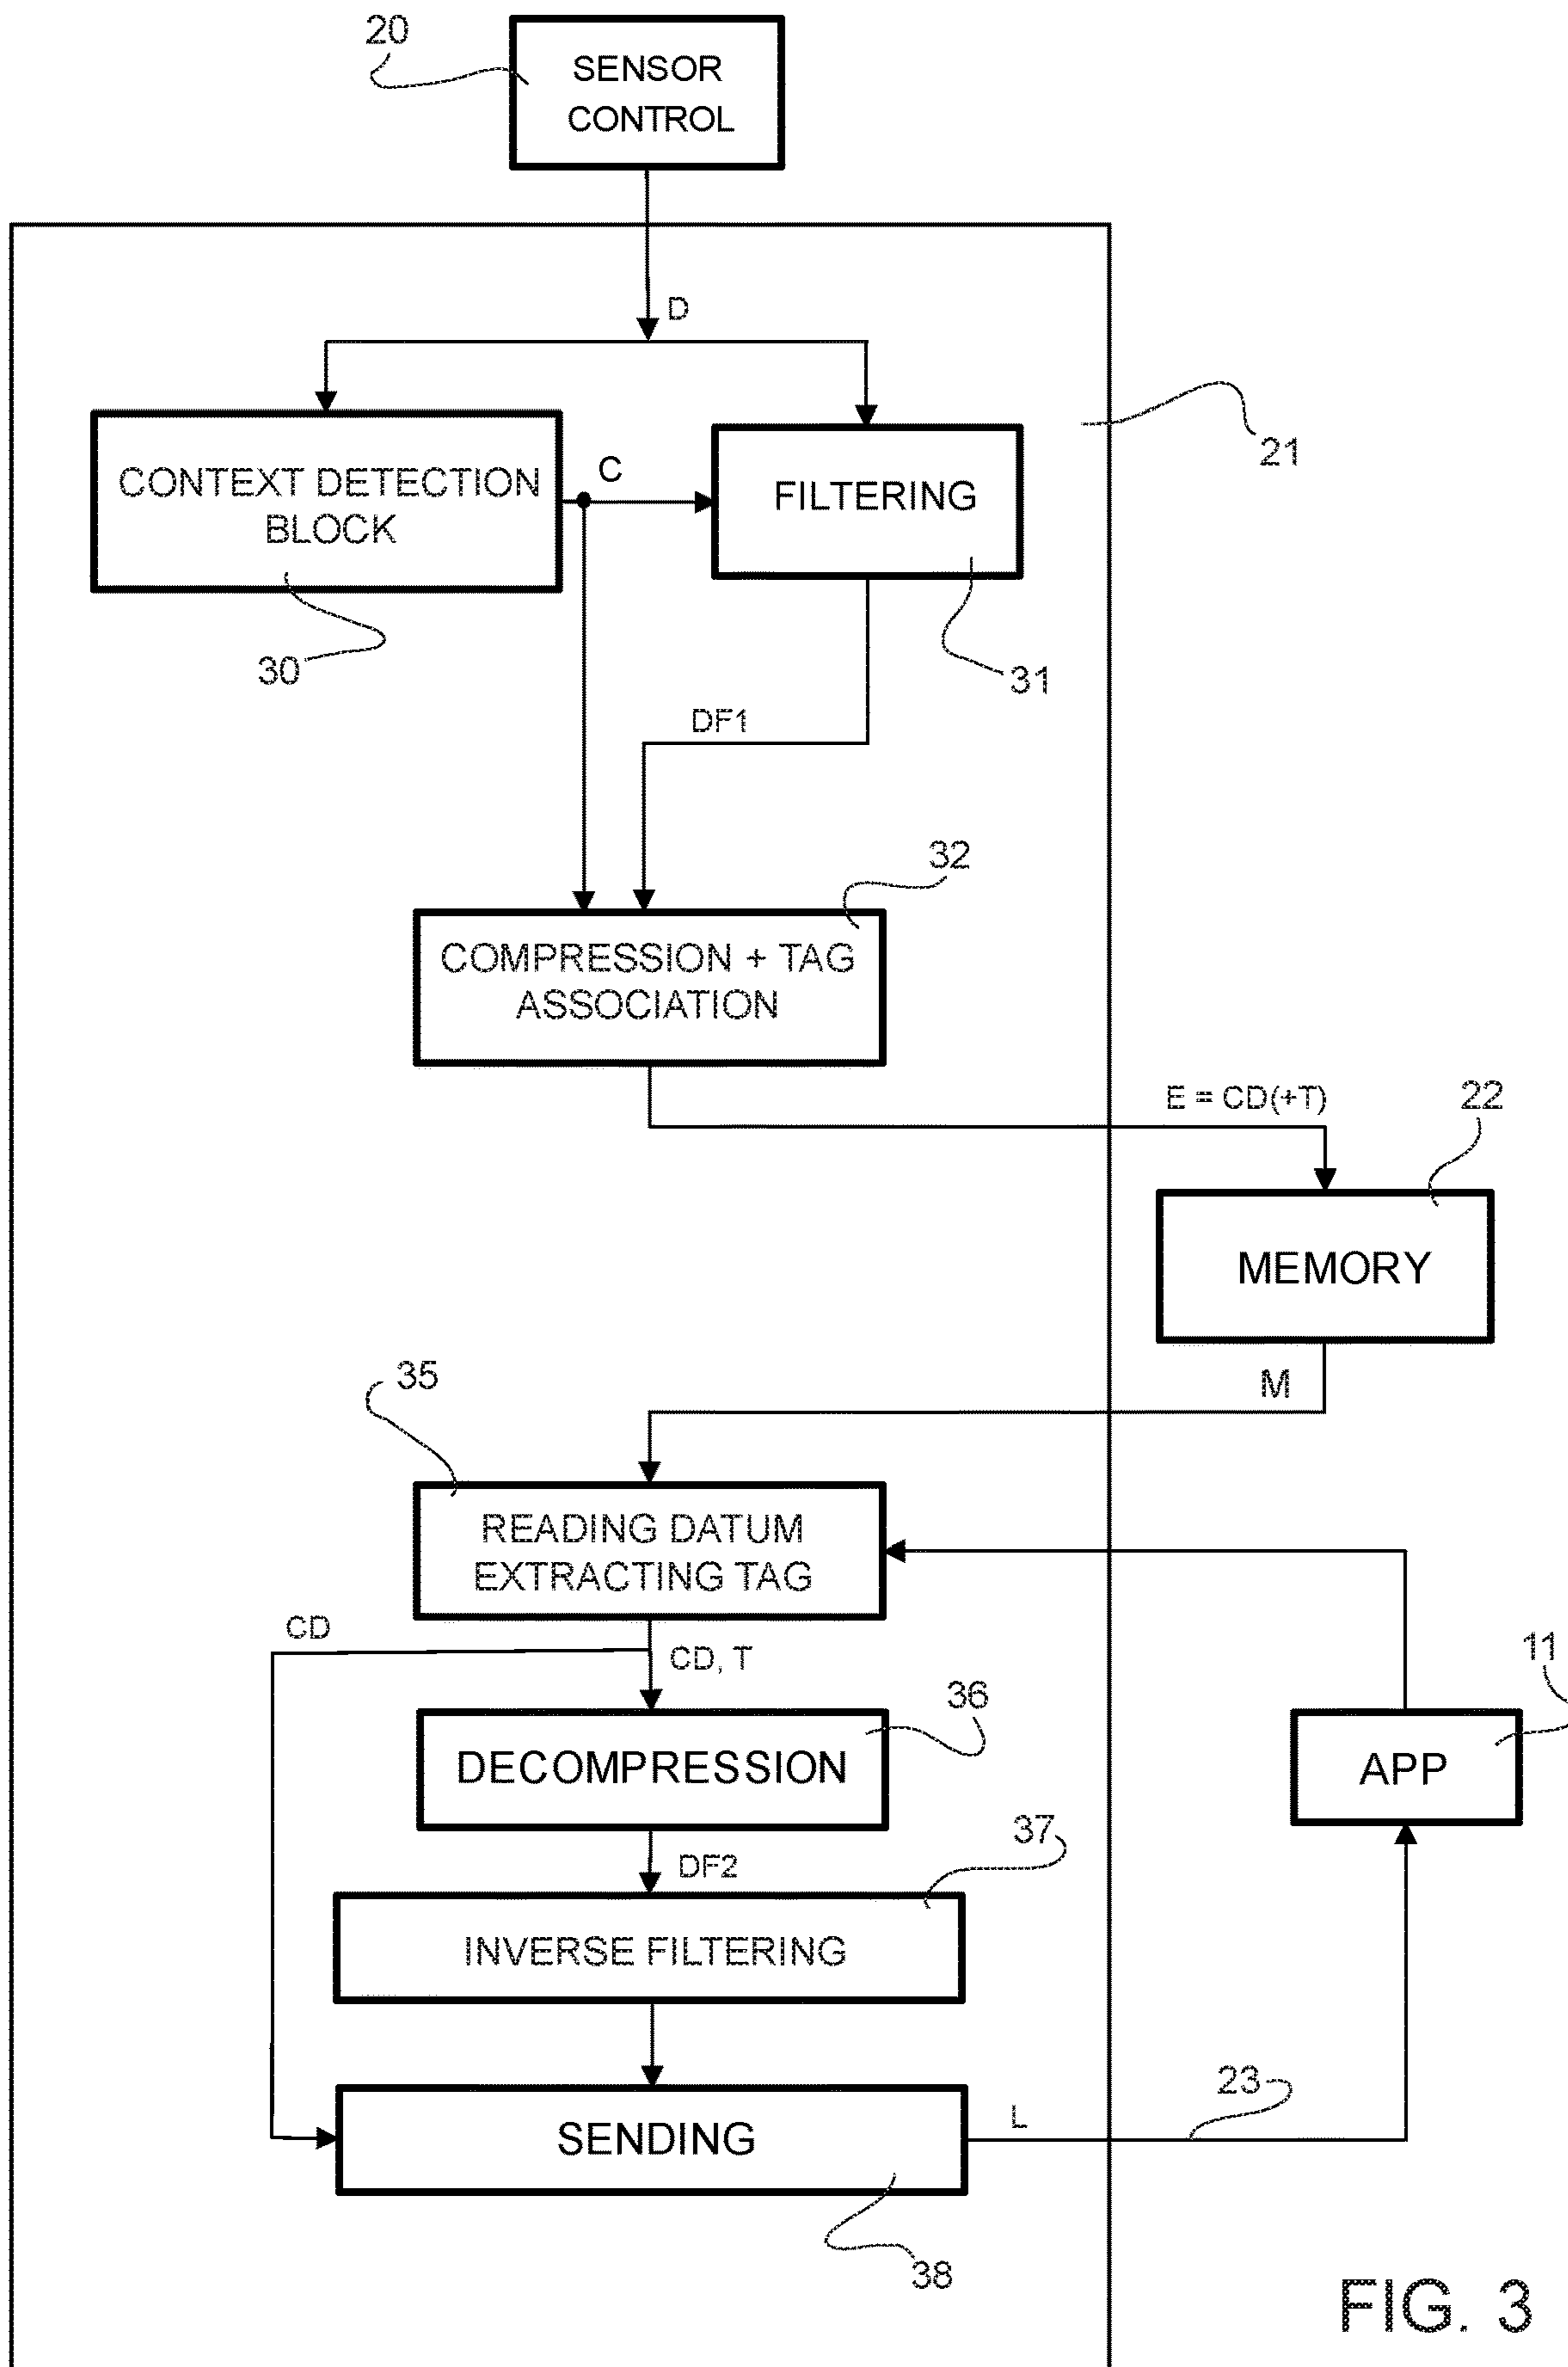 20
SENSOR
CONTROL
D
21
CONTEXT DETECTION
BLOCK
C
FILTERING
30
31
DF1
32
COMPRESSION + TAG
ASSOCIATION
E = CD(+T)
22
MEMORY
M
35
READING DATUM
EXTRACTING TAG
CD
CD, T
11
36
DECOMPRESSION
APP
37
DF2
INVERSE FILTERING
23
L
SENDING
38
FIG. 3